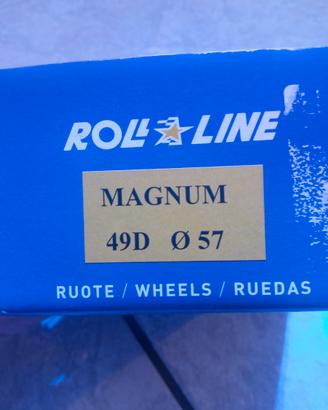 ROLL LINE
MAGNUM
49D Ø 57
RUOTE / WHEELS / RUEDAS